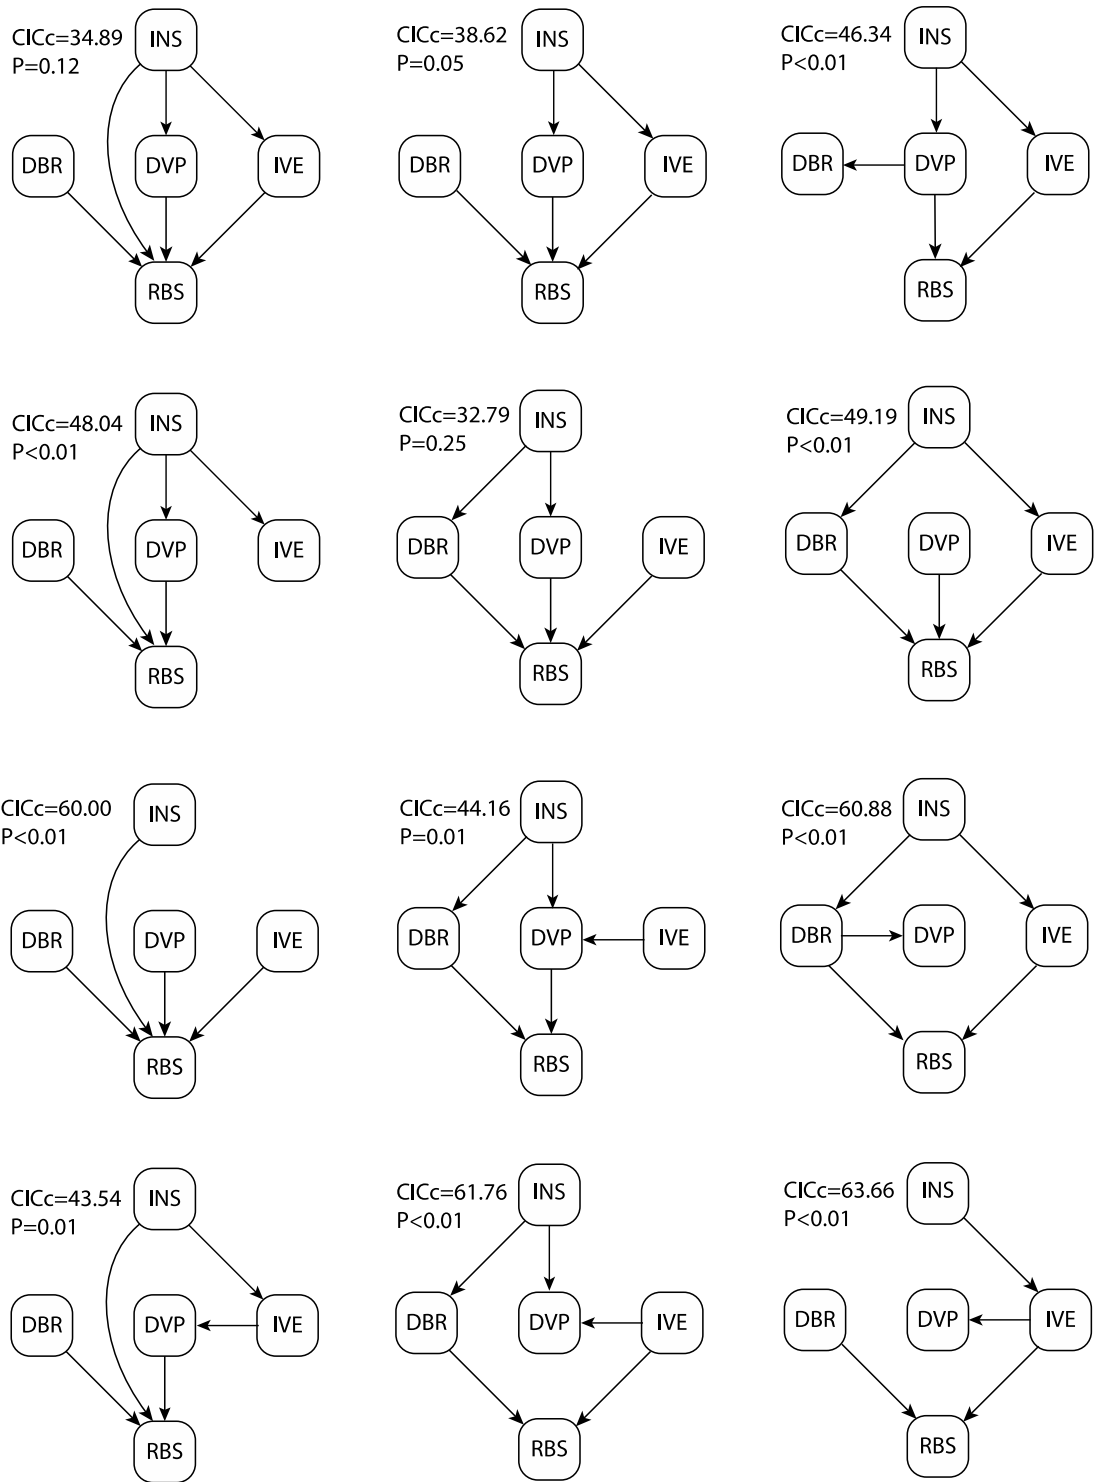 CICc=34.89
P=0.12
INS
DBR
DVP
IVE
RBS
CICc=38.62
P=0.05
INS
DBR
DVP
IVE
RBS
CICc=46.34
P<0.01
INS
DBR
DVP
IVE
RBS
CICc=48.04
P<0.01
INS
DBR
DVP
IVE
RBS
CICc=32.79
P=0.25
INS
DBR
DVP
IVE
RBS
CICc=49.19
P<0.01
INS
DBR
DVP
IVE
RBS
CICc=60.00
P<0.01
INS
DBR
DVP
IVE
RBS
CICc=44.16
P=0.01
INS
DBR
DVP
IVE
RBS
CICc=60.88
P<0.01
INS
DBR
DVP
IVE
RBS
CICc=43.54
P=0.01
INS
DBR
DVP
IVE
RBS
CICc=61.76
P<0.01
INS
DBR
DVP
IVE
RBS
CICc=63.66
P<0.01
INS
DBR
DVP
IVE
RBS